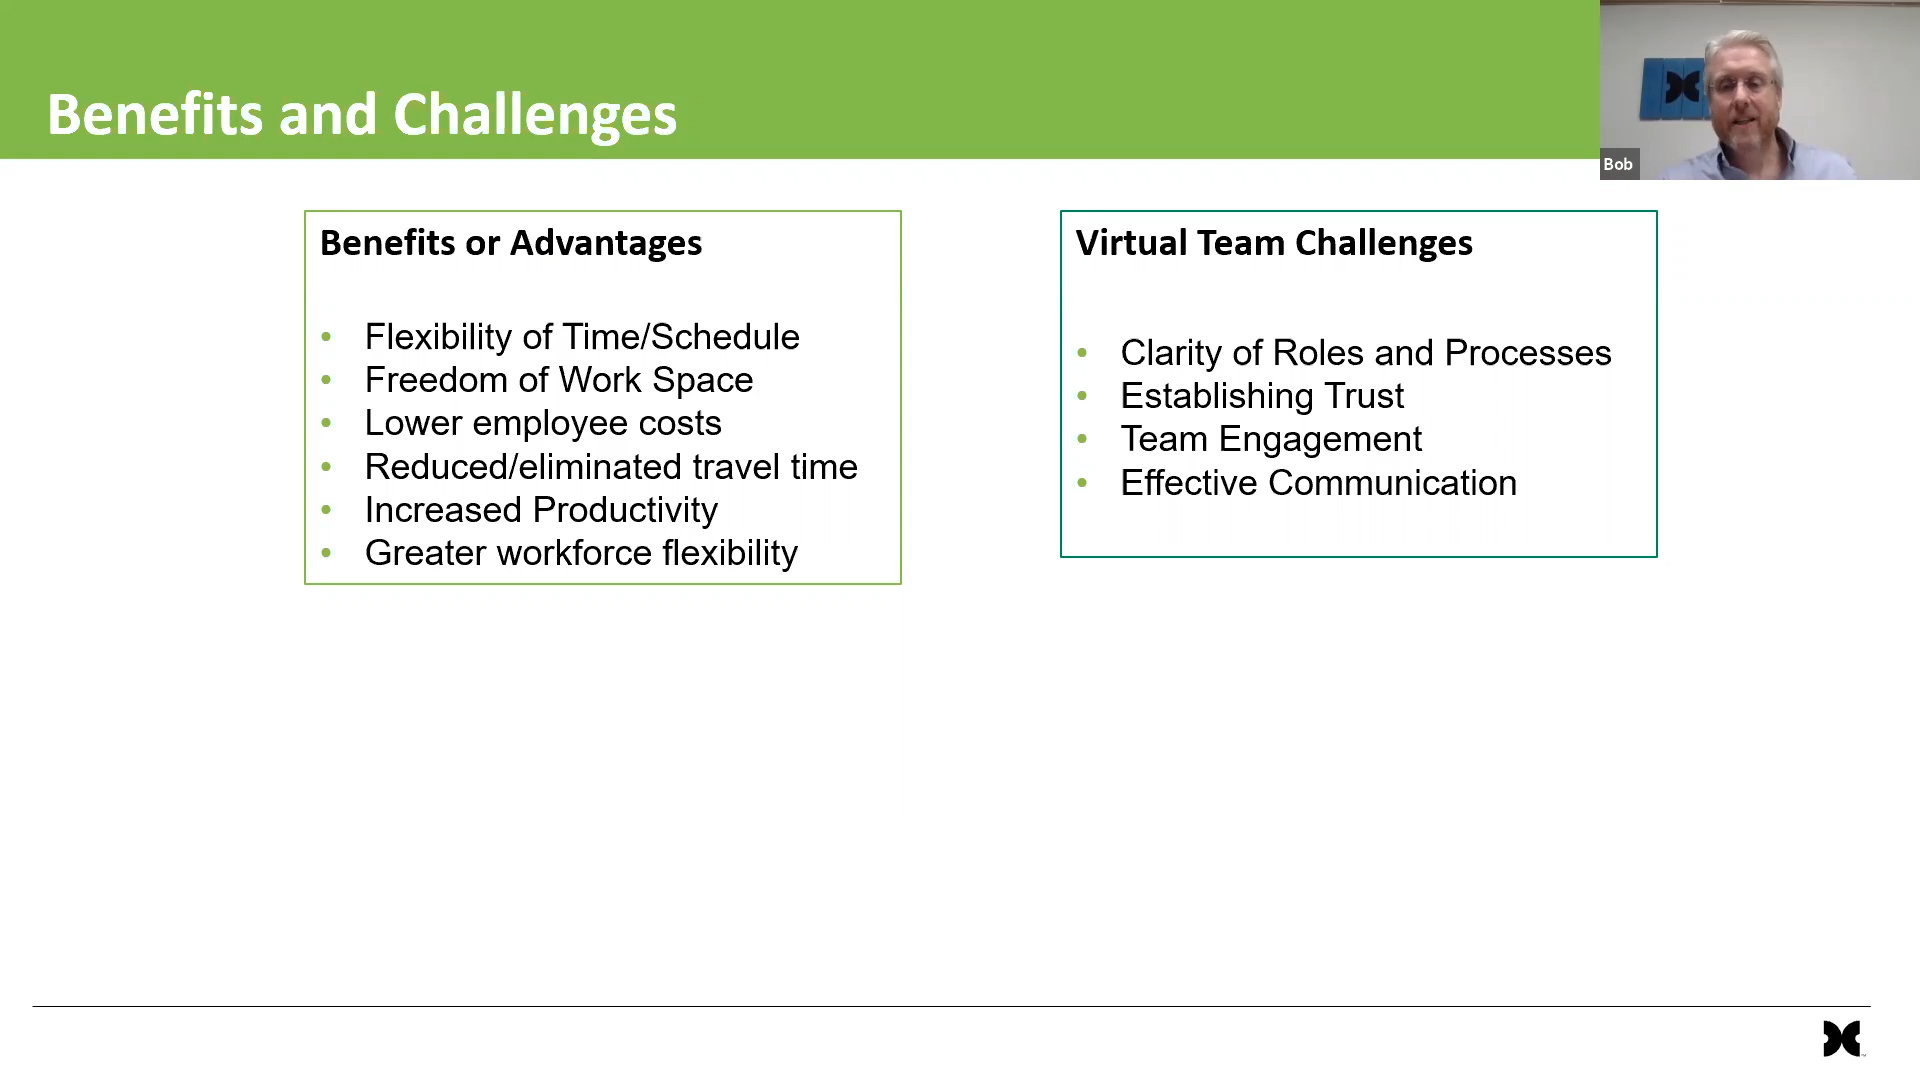 Benefits and Challenges
Bob
Benefits or Advantages
• Flexibility of Time/Schedule
• Freedom of Work Space
• Lower employee costs
• Reduced/eliminated travel time
• Increased Productivity
• Greater workforce flexibility
Virtual Team Challenges
• Clarity of Roles and Processes
• Establishing Trust
• Team Engagement
• Effective Communication